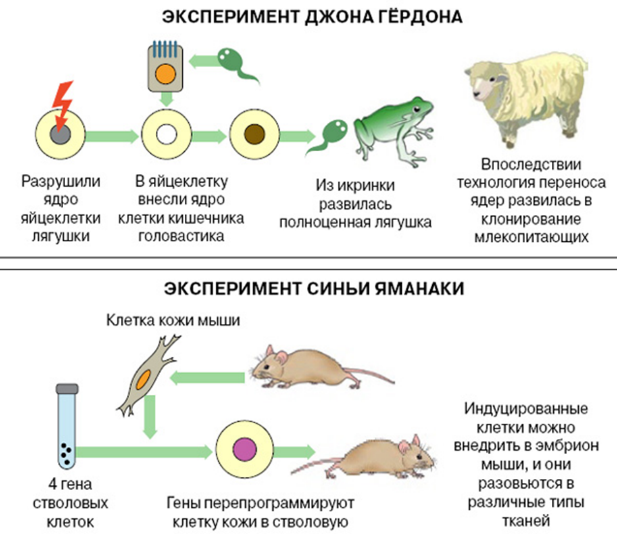 ЭКСПЕРИМЕНТ ДЖОНА ГЁРДОНА
Разрушили
ядро
яйцеклетки
лягушки
В яйцеклетку
внесли ядро
клетки кишечника
головастика
Из икринки
развилась
полноценная лягушка
Впоследствии
технология переноса
ядер развилась в
клонирование
млекопитающих
ЭКСПЕРИМЕНТ СИНЬИ ЯМАНАКИ
Клетка кожи мыши
4 гена
стволовых
клеток
Гены перепрограммируют
клетку кожи в стволовую
Индуцированные
клетки можно
внедрить в эмбрион
мыши, и они
разовьются в
различные типы
тканей